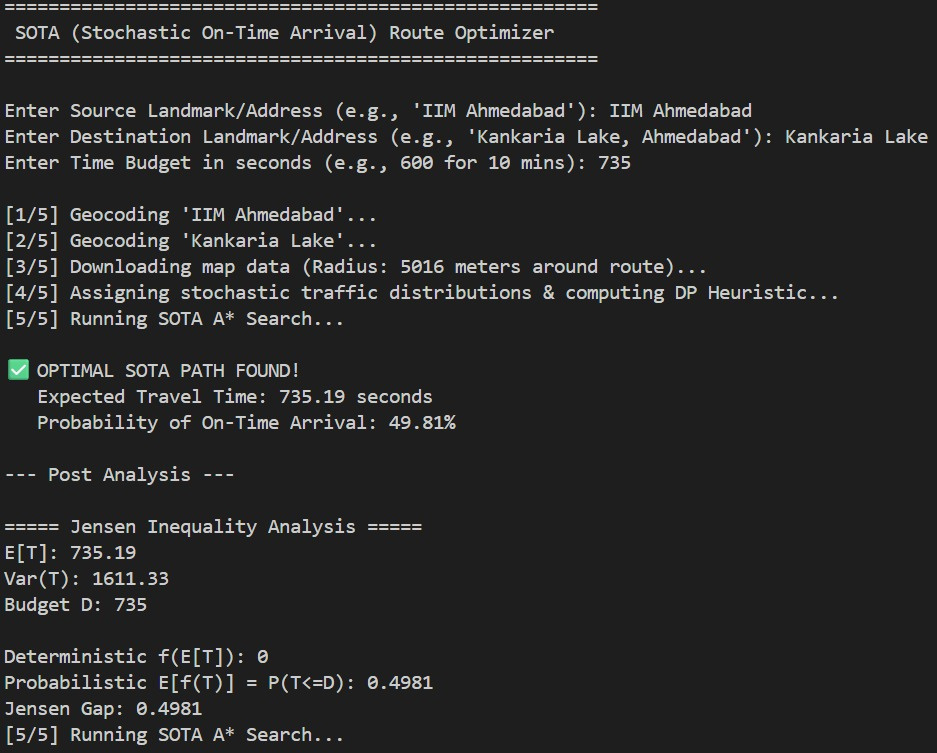 ======================================================
SOTA (Stochastic On-Time Arrival) Route Optimizer
======================================================
Enter Source Landmark/Address (e.g., 'IIM Ahmedabad'): IIM Ahmedabad
Enter Destination Landmark/Address (e.g., 'Kankaria Lake, Ahmedabad'): Kankaria Lake
Enter Time Budget in seconds (e.g., 600 for 10 mins): 735
[1/5] Geocoding 'IIM Ahmedabad'...
[2/5] Geocoding 'Kankaria Lake'...
[3/5] Downloading map data (Radius: 5016 meters around route)...
[4/5] Assigning stochastic traffic distributions & computing DP Heuristic...
[5/5] Running SOTA A* Search...
✅ OPTIMAL SOTA PATH FOUND!
Expected Travel Time: 735.19 seconds
Probability of On-Time Arrival: 49.81%
--- Post Analysis ---
===== Jensen Inequality Analysis =====
E[T]: 735.19
Var(T): 1611.33
Budget D: 735
Deterministic f(E[T]): 0
Probabilistic E[f(T)] = P(T<=D): 0.4981
Jensen Gap: 0.4981
[5/5] Running SOTA A* Search...